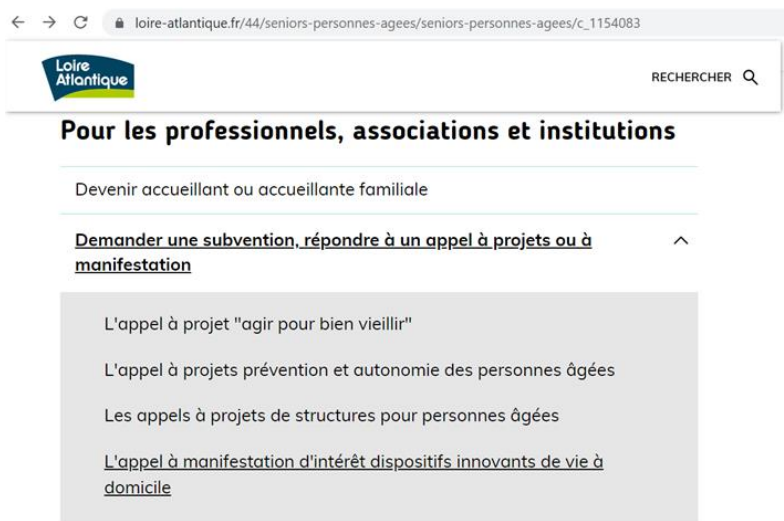 loire-atlantique.fr/44/seniors-personnes-agees/seniors-personnes-agees/c_1154083
Loire
Atlantique
RECHERCHER
Pour les professionnels, associations et institutions
Devenir accueillant ou accueillante familiale
Demander une subvention, répondre à un appel à projets ou à
manifestation
L'appel à projet "agir pour bien vieillir"
L'appel à projets prévention et autonomie des personnes âgées
Les appels à projets de structures pour personnes âgées
L'appel à manifestation d'intérêt dispositifs innovants de vie à
domicile